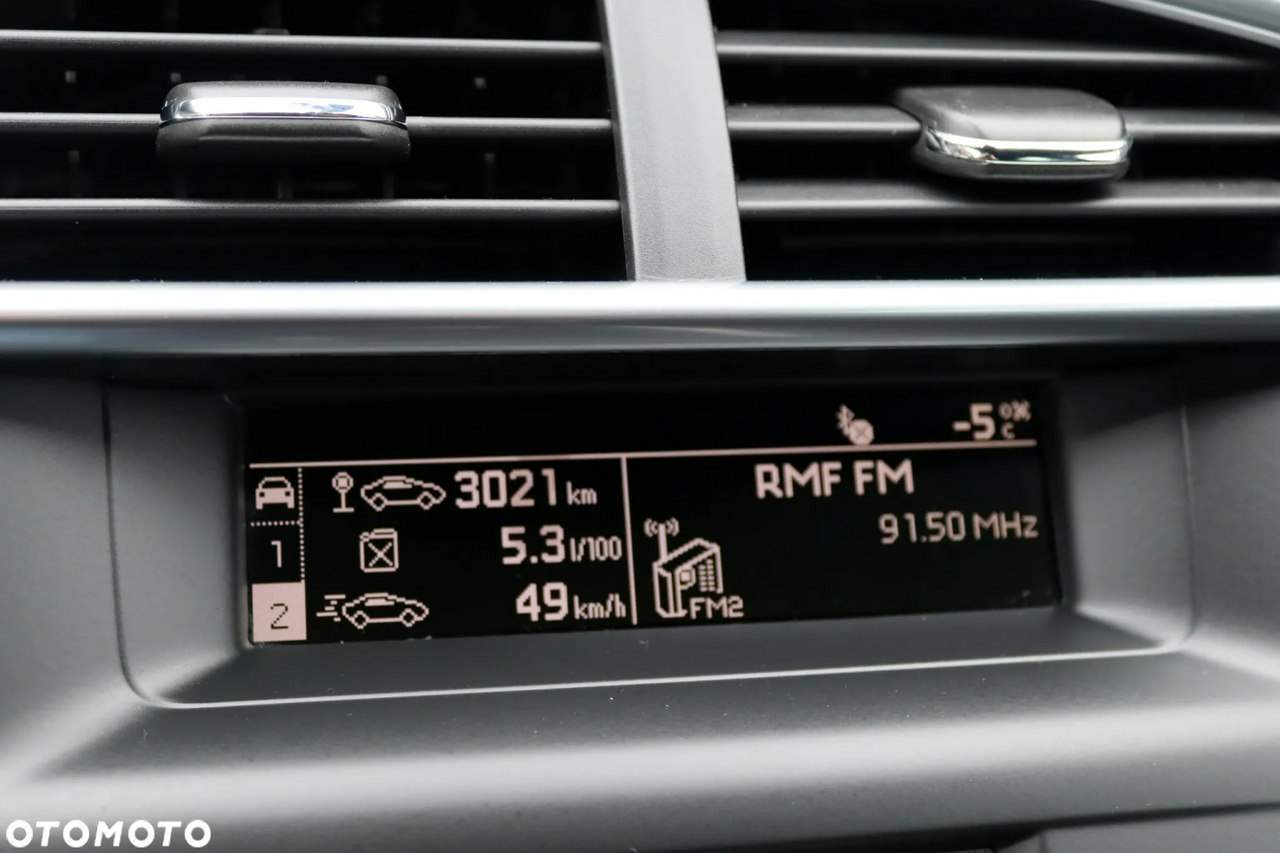 -5 °C
3021 km
RMF FM
1
5.3 l/100
91.50 MHz
2
49 km/h
FM2
OTOMOTO